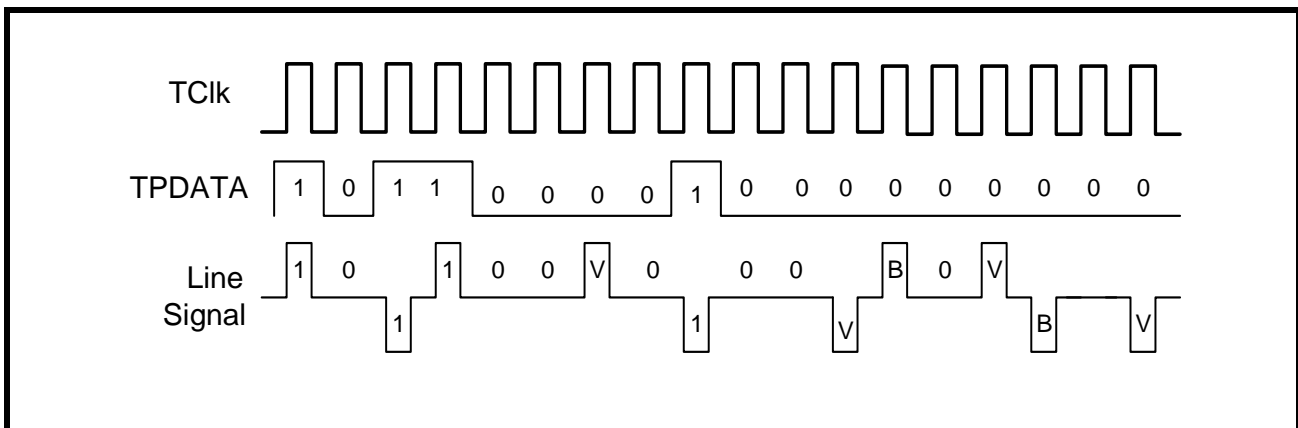 TClk
TPDATA 1 0 1 1 0 0 0 0 1 0 0 0 0 0 0 0 0 0
Line Signal
1 0 1 0 0 V 0 0 0 B 0 V
1 1 V B V